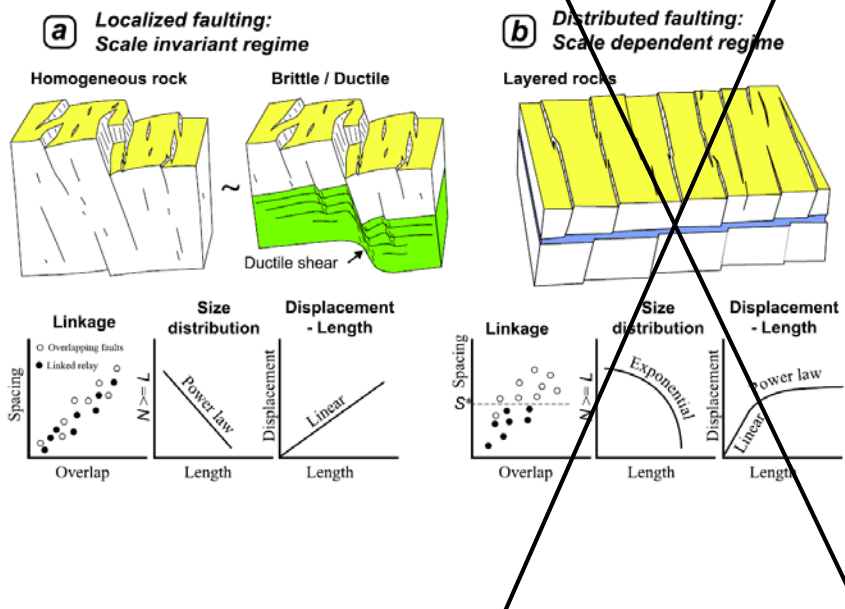 a
Localized faulting:
Scale invariant regime
Homogeneous rock
Brittle / Ductile
~
Ductile shear
Linkage
Size
distribution
Displacement
- Length
Spacing
Overlapping faults
Linked relay
Overlap
N >= L
Power law
Length
Displacement
Linear
Length
b
Distributed faulting:
Scale dependent regime
Layered rocks
Linkage
Size
distribution
Displacement
- Length
Spacing
S*
Overlap
N >= L
Exponential
Length
Displacement
Linear
Power law
Length